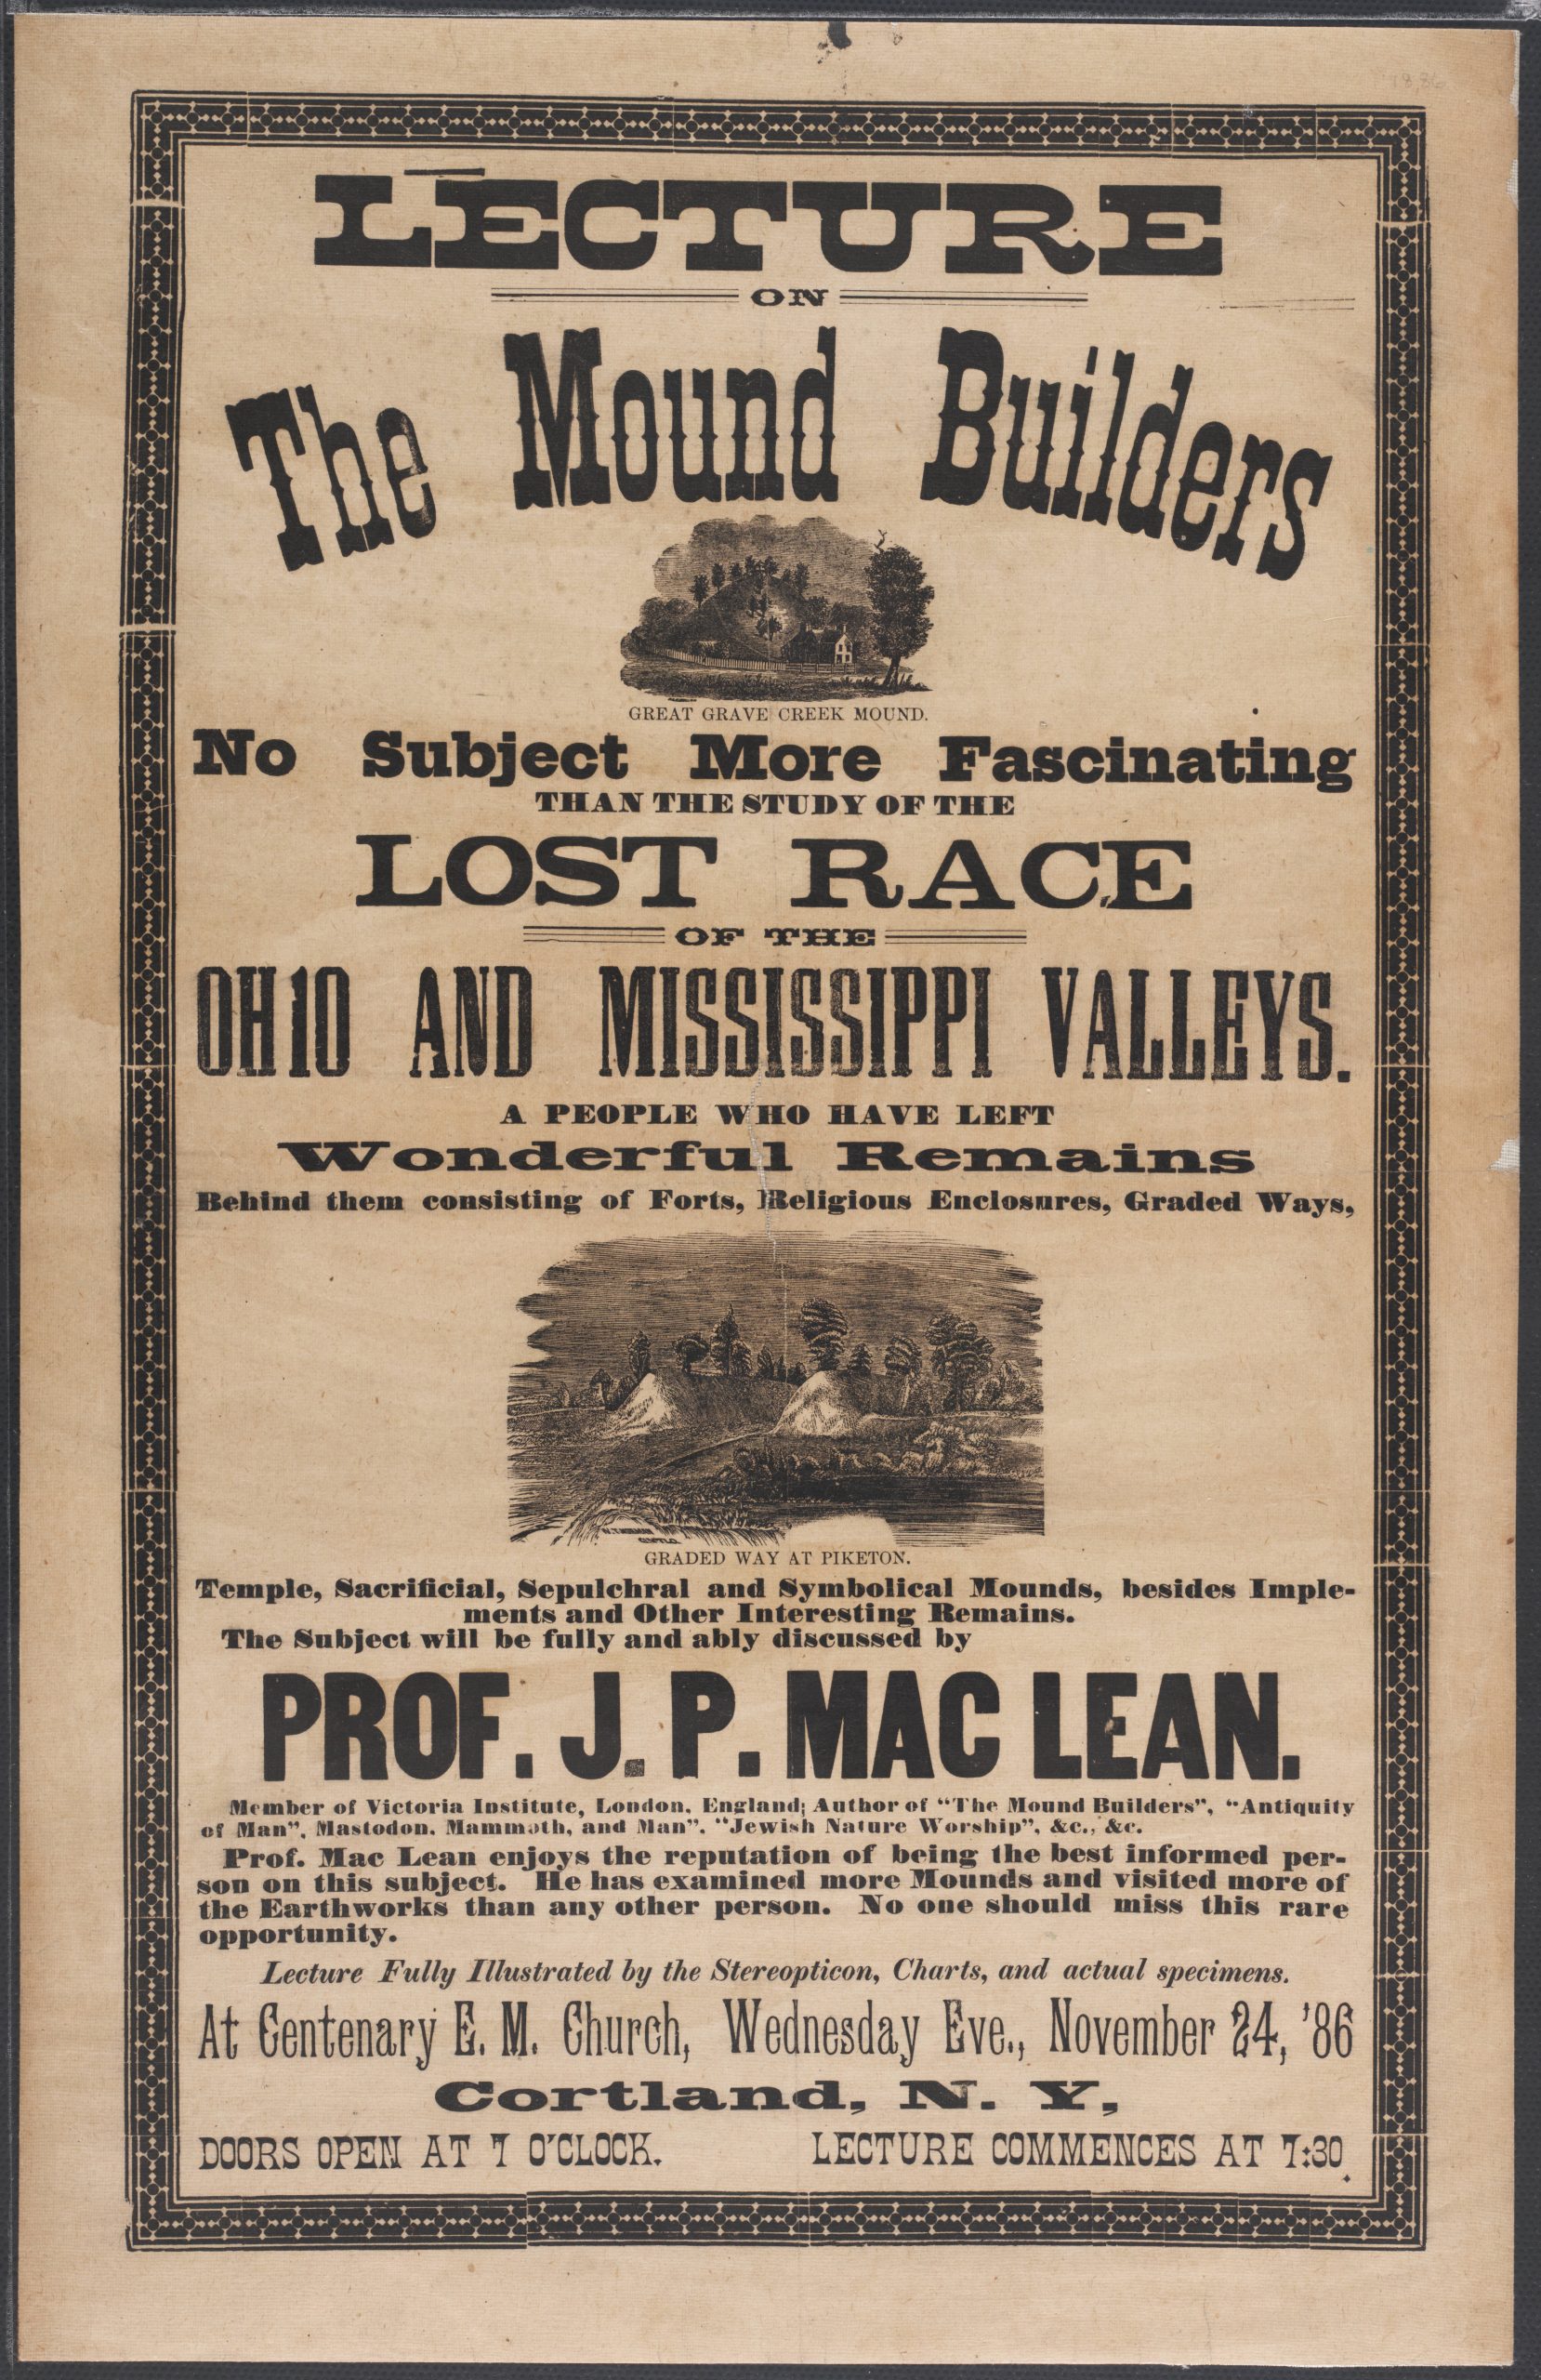 LECTURE
ON
The Mound Builders
GREAT GRAVE CREEK MOUND.
No Subject More Fascinating
THAN THE STUDY OF THE
LOST RACE
OF THE
OH1O AND MISSISSIPPI VALLEYS.
A PEOPLE WHO HAVE LEFT
Wonderful Remains
Behind them consisting of Forts, Religious Enclosures, Graded Ways,
GRADED WAY AT PIKETON.
Temple, Sacrificial, Sepulchral and Symbolical Mounds, besides Imple-
ments and Other Interesting Remains.
The Subject will be fully and ably discussed by
PROF. J. P. MAC LEAN.
Member of Victoria Institute, London, England; Author of “The Mound Builders”, “Antiquity
of Man”, Mastodon, Mammoth, and Man”, “Jewish Nature Worship”, &c., &c.
Prof. Mac Lean enjoys the reputation of being the best informed per-
son on this subject. He has examined more Mounds and visited more of
the Earthworks than any other person. No one should miss this rare
opportunity.
Lecture Fully Illustrated by the Stereopticon, Charts, and actual specimens.
At Centenary E. M. Church, Wednesday Eve., November 24, ’86
Cortland, N. Y,
DOORS OPEN AT 7 O’CLOCK. LECTURE COMMENCES AT 7:30